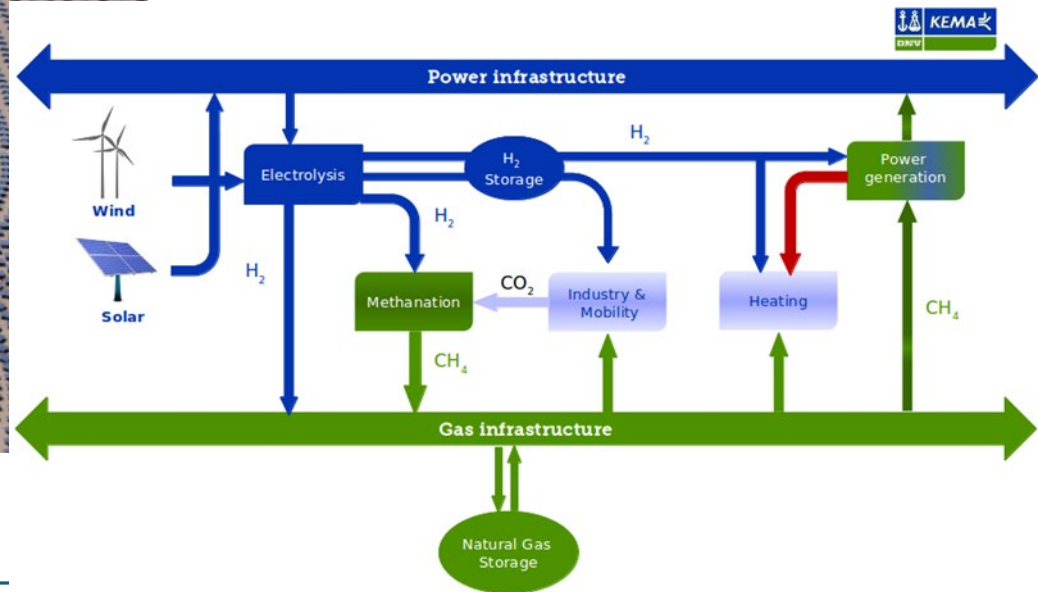 KEMA
DNV
Power infrastructure
H₂
Electrolysis
H₂
Storage
Power
generation
Wind
H₂
H₂
Solar
Methanation
CO₂
Industry &
Mobility
Heating
CH₄
CH₄
Gas infrastructure
Natural Gas
Storage